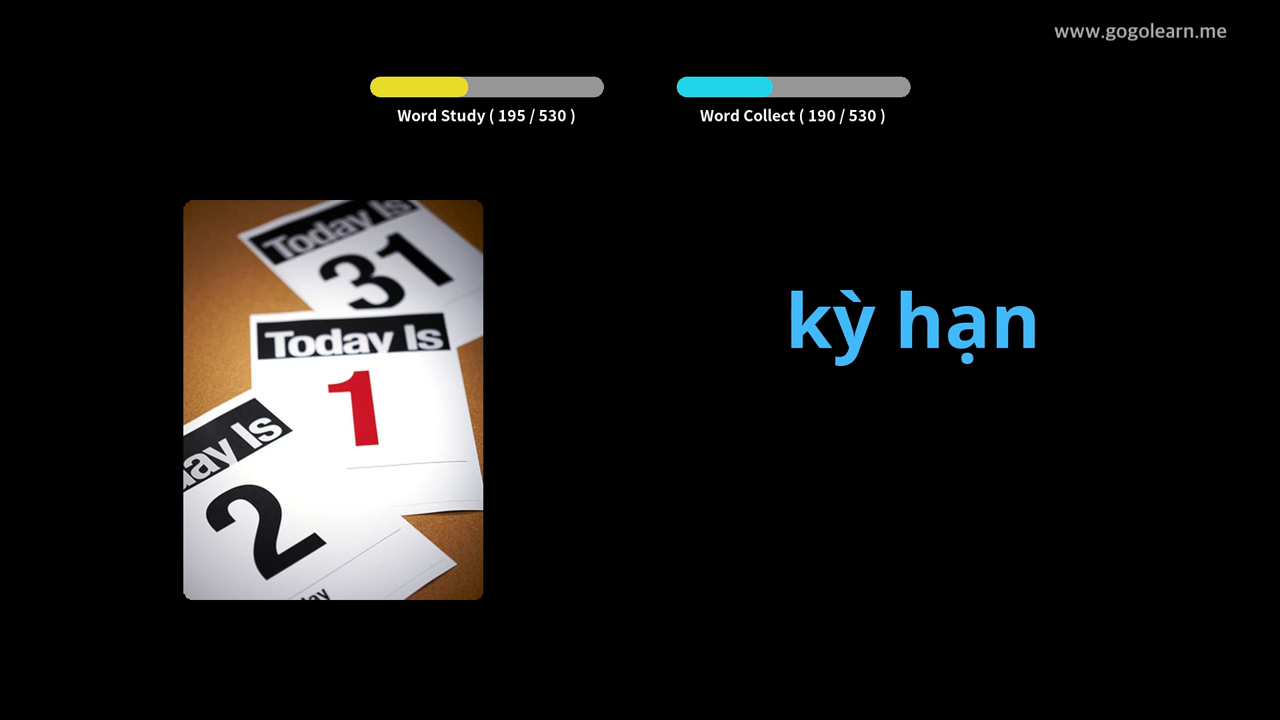 www.gogolearn.me
Word Study ( 195 / 530 )
Word Collect ( 190 / 530 )
Today Is
31
Today Is
1
ay Is
2
kỳ hạn